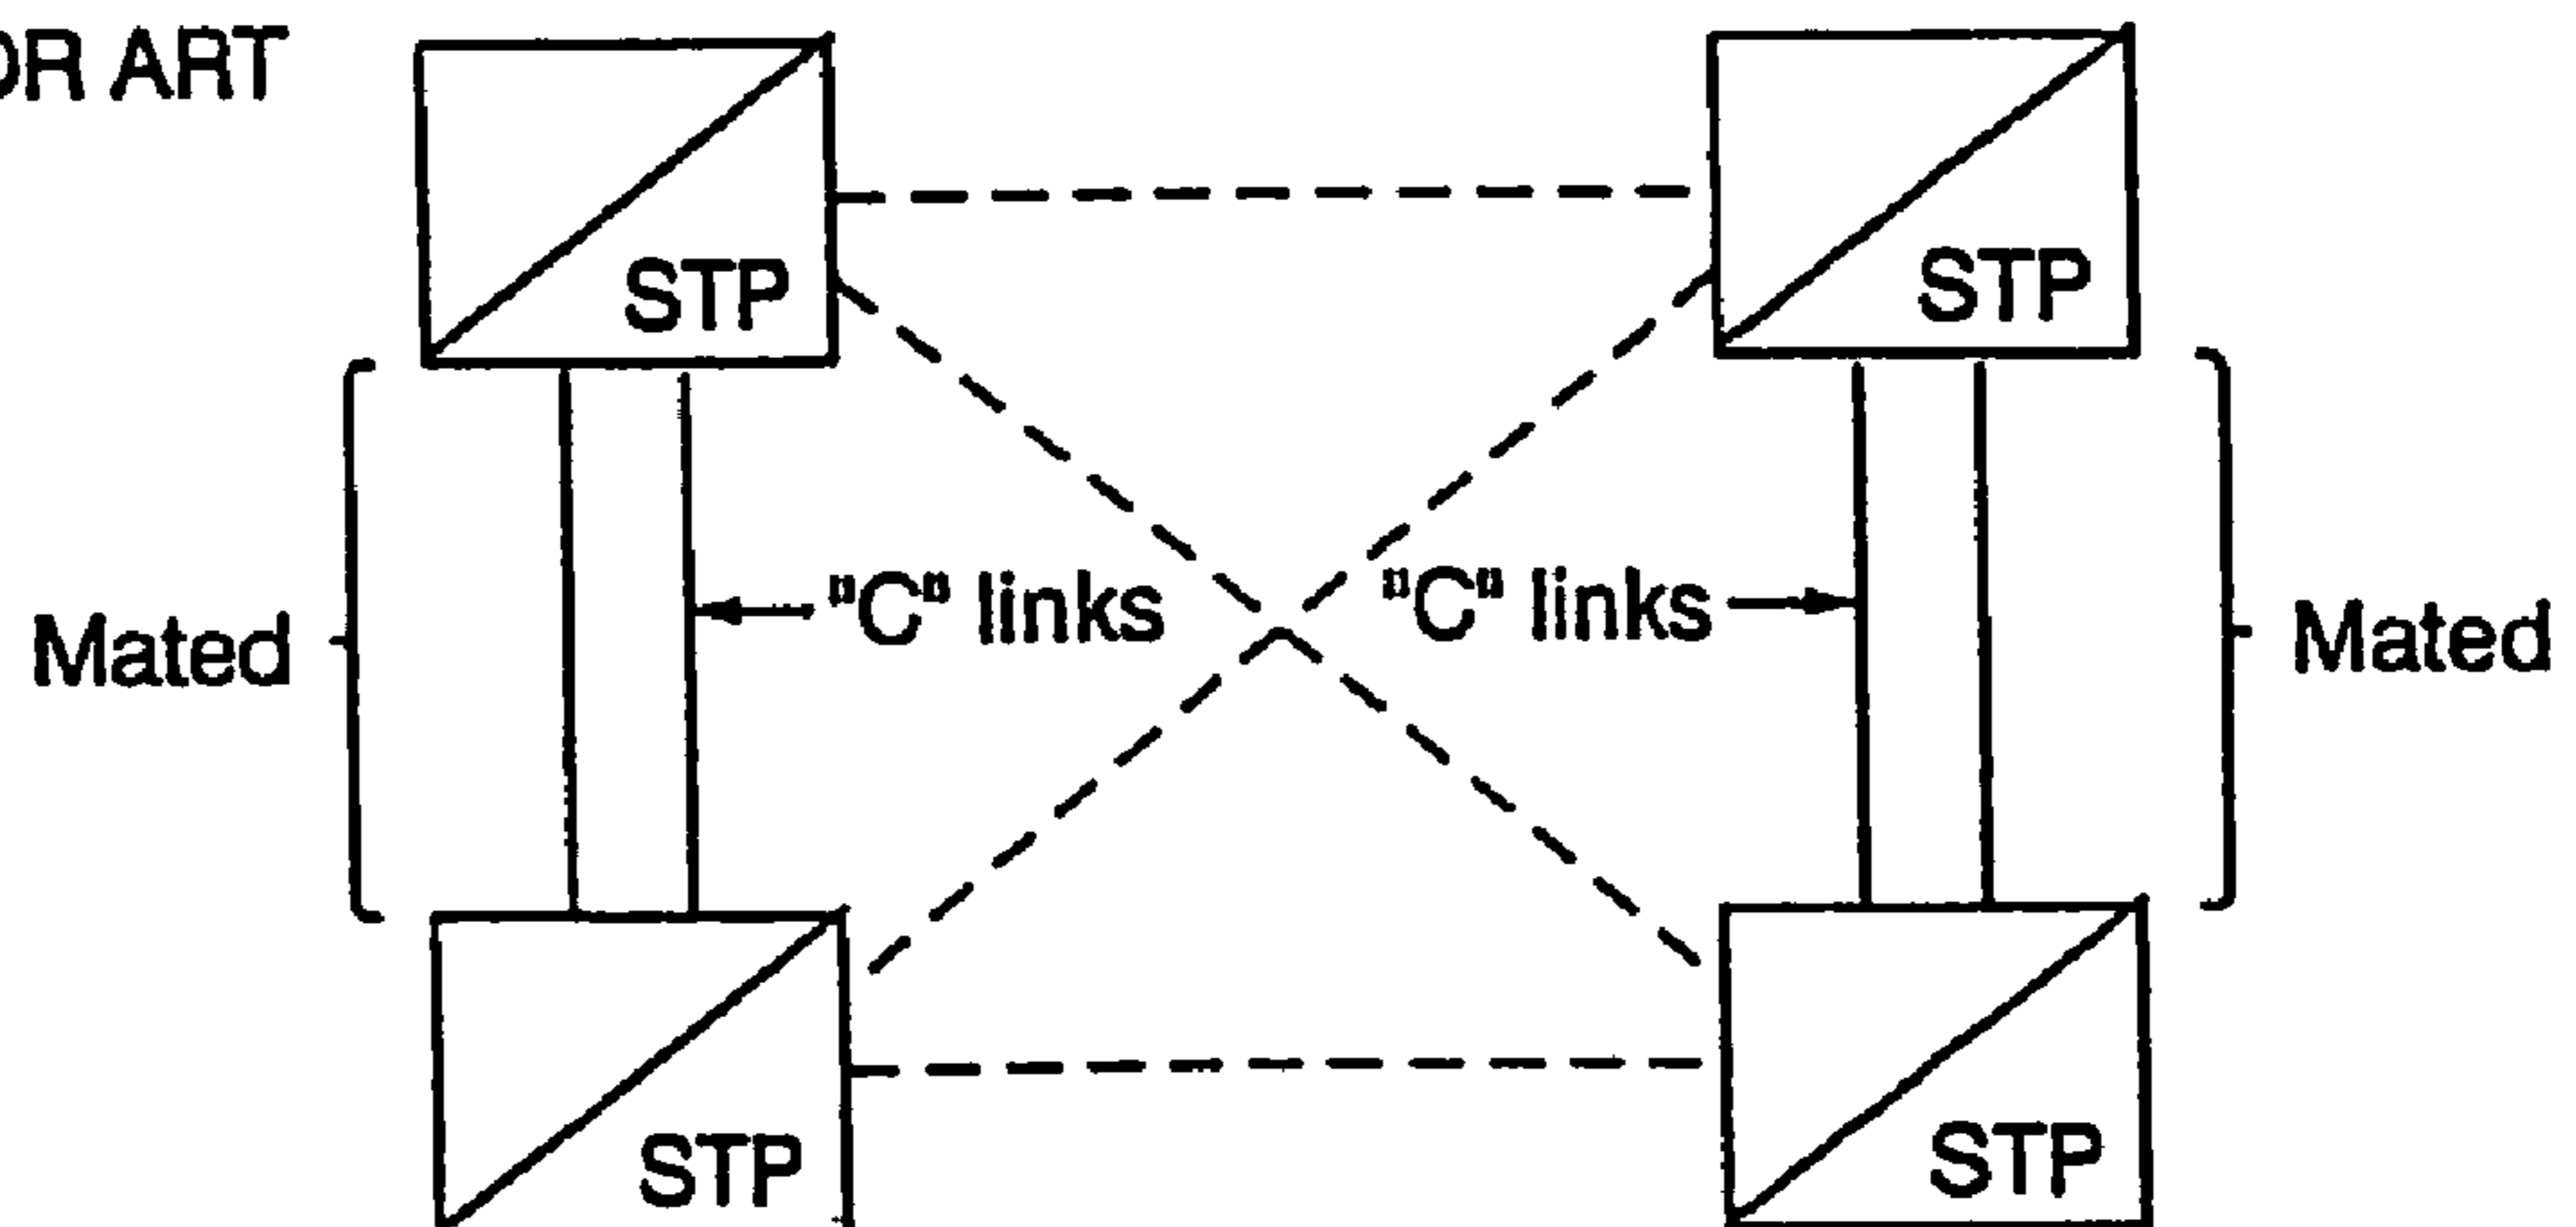 OR ART
STP
STP
Mated
"C" links
"C" links
Mated
STP
STP